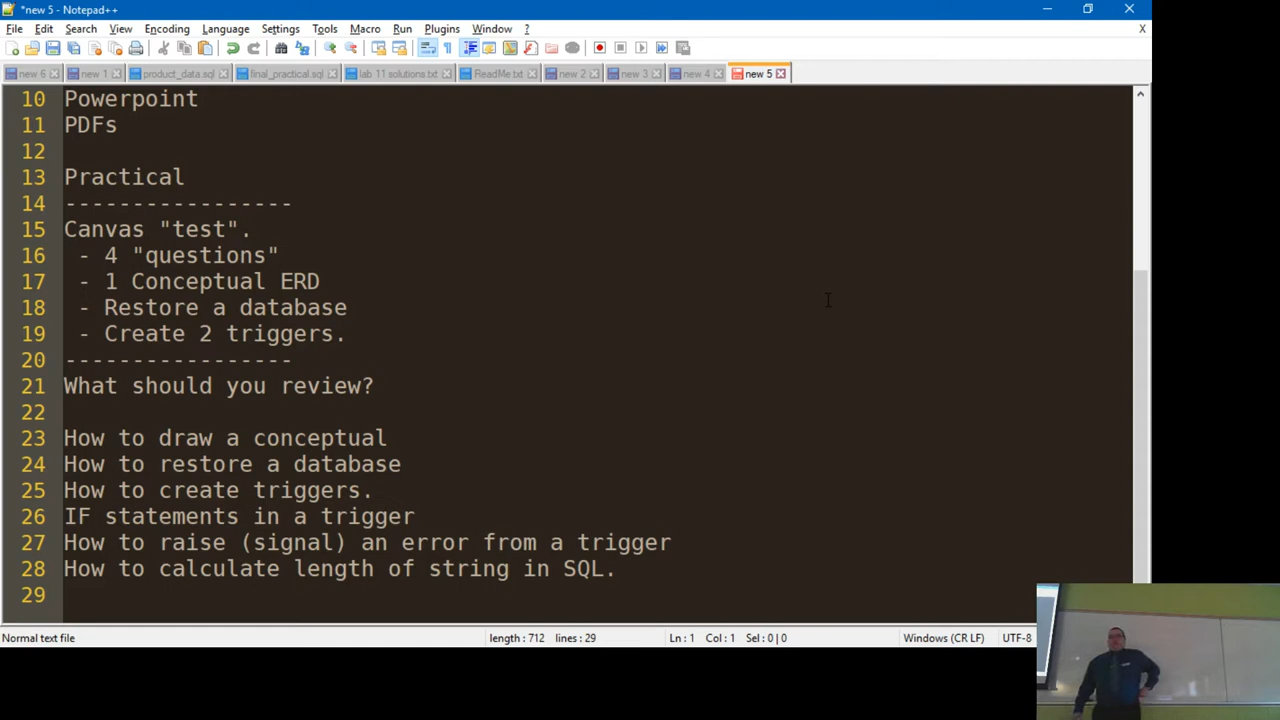 *new 5 - Notepad++
File Edit Search View Encoding Language Settings Tools Macro Run Plugins Window ? X
new 6 new 1 product_data.sql final_practical.sql lab 11 solutions.txt ReadMe.txt new 2 new 3 new 4 new 5
10 Powerpoint
11 PDFs
12
13 Practical
14 -----------------
15 Canvas "test".
16 - 4 "questions"
17 - 1 Conceptual ERD
18 - Restore a database
19 - Create 2 triggers.
20 -----------------
21 What should you review?
22
23 How to draw a conceptual
24 How to restore a database
25 How to create triggers.
26 IF statements in a trigger
27 How to raise (signal) an error from a trigger
28 How to calculate length of string in SQL.
29
Normal text file length : 712 lines : 29 Ln : 1 Col : 1 Sel : 0 | 0 Windows (CR LF) UTF-8